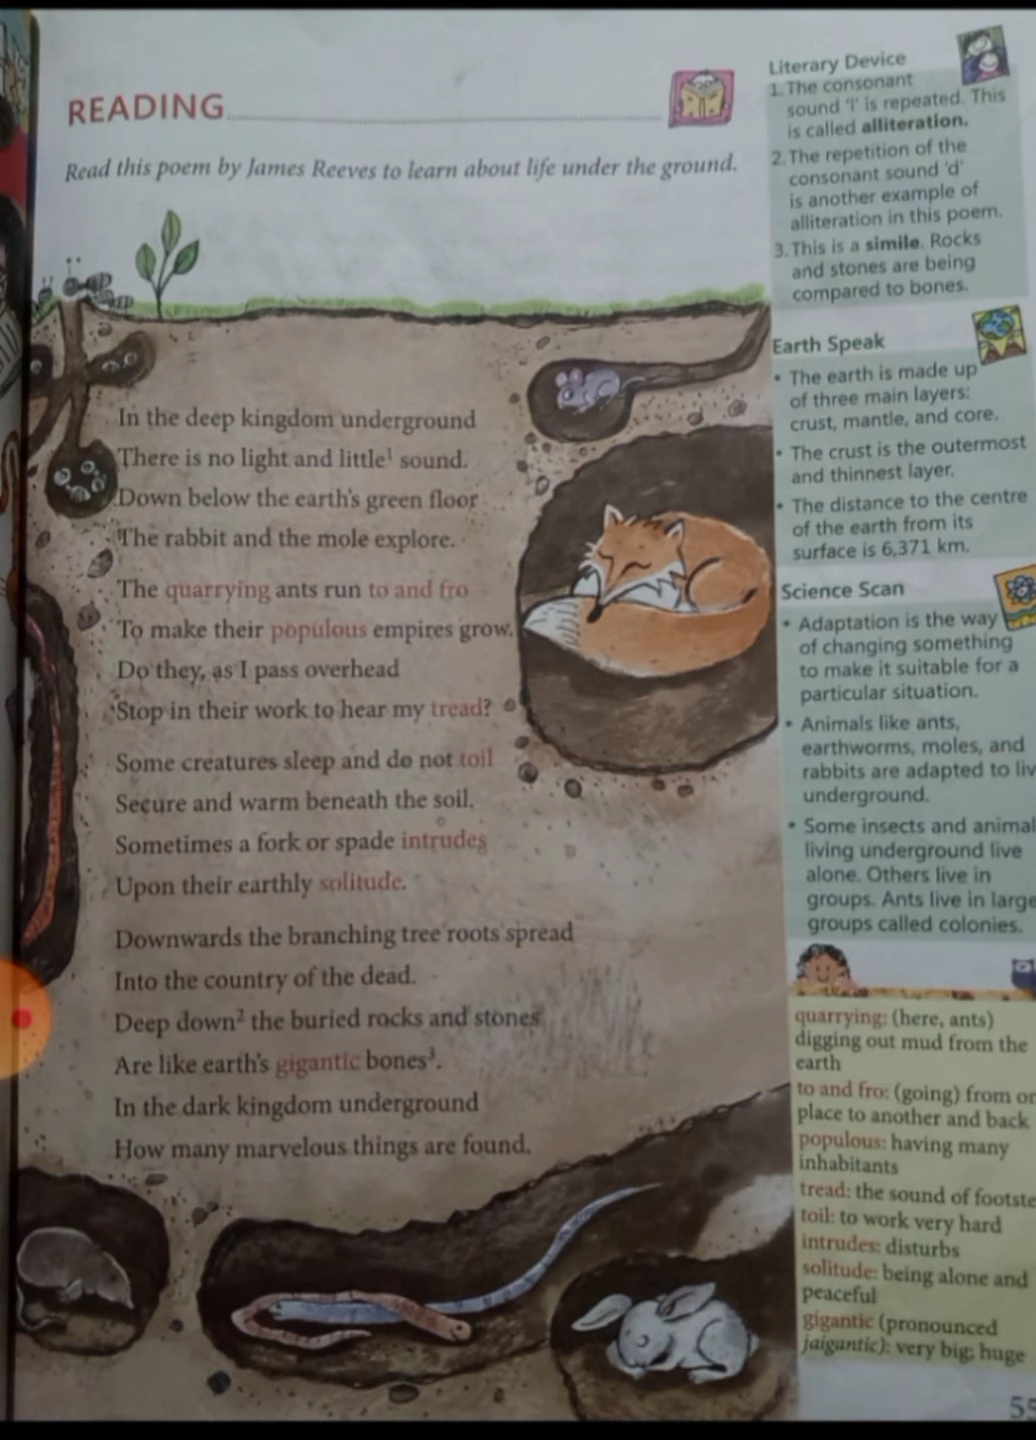 READING
Read this poem by James Reeves to learn about life under the ground.
In the deep kingdom underground
There is no light and little¹ sound.
Down below the earth's green floor
The rabbit and the mole explore.
The quarrying ants run to and fro
To make their populous empires grow.
Do they, as I pass overhead
Stop in their work to hear my tread?
Some creatures sleep and do not toil
Secure and warm beneath the soil.
Sometimes a fork or spade intrudes
Upon their earthly solitude.
Downwards the branching tree roots spread
Into the country of the dead.
Deep down² the buried rocks and stones
Are like earth's gigantic bones³.
In the dark kingdom underground
How many marvelous things are found.
Literary Device
1. The consonant
sound 'l' is repeated. This
is called alliteration.
2. The repetition of the
consonant sound 'd'
is another example of
alliteration in this poem.
3. This is a simile. Rocks
and stones are being
compared to bones.
Earth Speak
• The earth is made up
of three main layers:
crust, mantle, and core.
• The crust is the outermost
and thinnest layer.
• The distance to the centre
of the earth from its
surface is 6,371 km.
Science Scan
• Adaptation is the way
of changing something
to make it suitable for a
particular situation.
• Animals like ants,
earthworms, moles, and
rabbits are adapted to
underground.
• Some insects and
living underground live
alone. Others live in
groups. Ants live in large
groups called colonies.
quarrying: (here, ants)
digging out mud from the
earth
to and fro: (going) from
place to another and back
populous: having many
inhabitants
tread: the sound of
toil: to work very hard
intrudes: disturbs
solitude: being alone and
peaceful
gigantic (pronounced
jaigantic): very big; huge